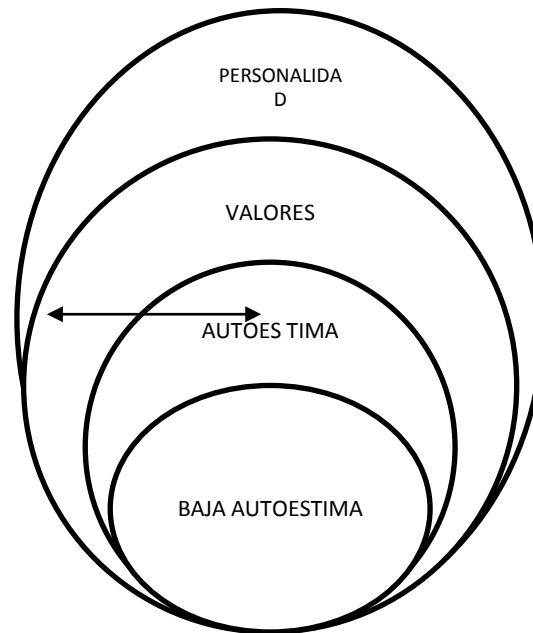 PERSONALIDA
D
VALORES
AUTOES TIMA
BAJA AUTOESTIMA